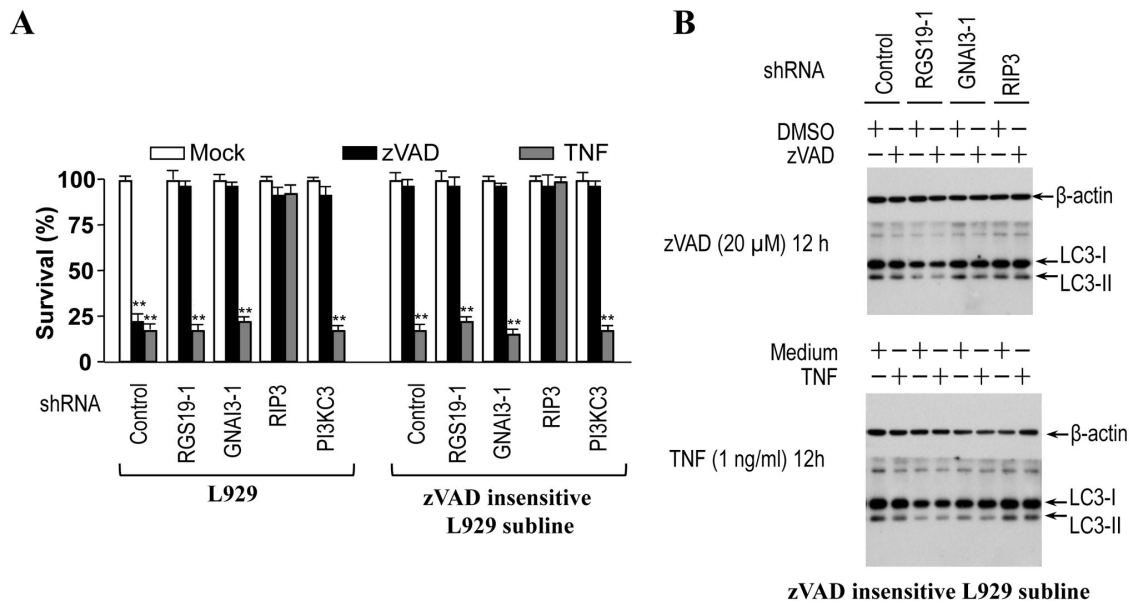 A
Mock zVAD TNF
Survival (%)
100
75
50
25
0
** ** ** ** ** ** ** ** **
shRNA Control RGS19-1 GNAI3-1 RIP3 PI3KC3 Control RGS19-1 GNAI3-1 RIP3 PI3KC3
L929
zVAD insensitive
L929 subline
B
shRNA Control RGS19-1 GNAI3-1 RIP3
DMSO + − + − + − + −
zVAD − + − + − + − +
β-actin
zVAD (20 µM) 12 h
LC3-I
LC3-II
Medium + − + − + − + −
TNF − + − + − + − +
β-actin
TNF (1 ng/ml) 12h
LC3-I
LC3-II
zVAD insensitive L929 subline